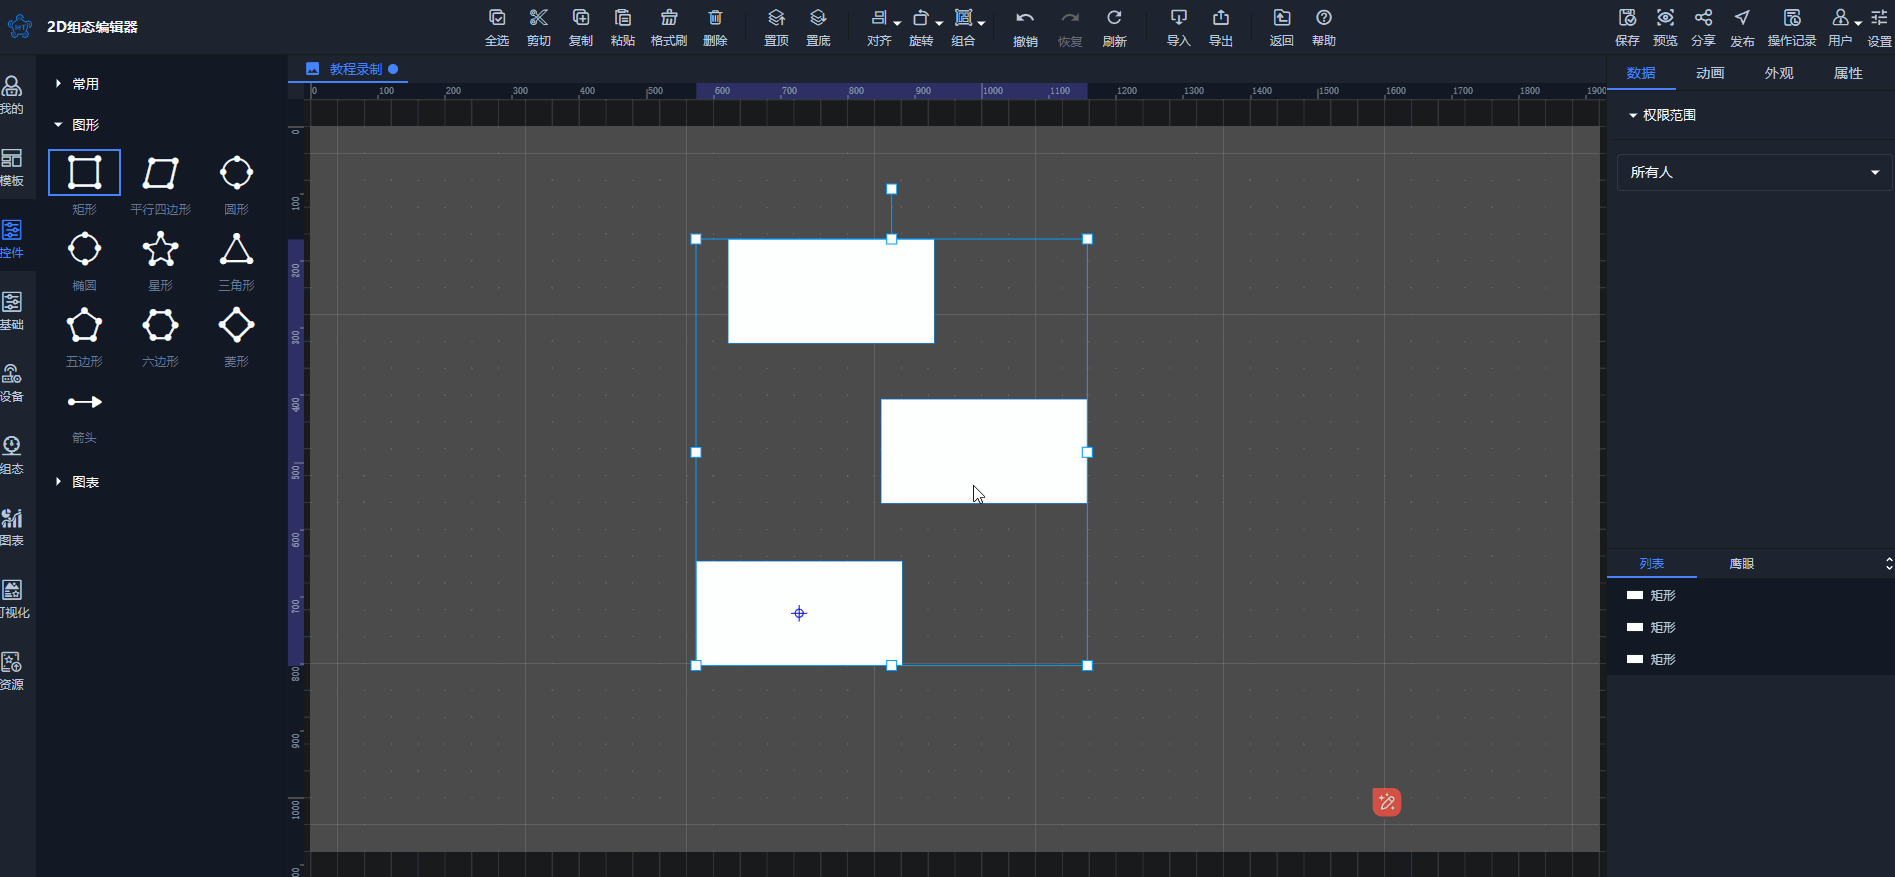 2D组态编辑器
全选 剪切 复制 粘贴 格式刷 删除 置顶 置底 对齐 旋转 组合 撤销 恢复 刷新 导入 导出 返回 帮助 保存 预览 分享 发布 操作记录 用户 设置
教程录制
数据 动画 外观 属性
0 100 200 300 400 500 600 700 800 900 1000 1100 1200 1300 1400 1500 1600 1700 1800 1900
0
100
200
300
400
500
600
700
800
900
1000
我的
模板
控件
基础
设备
组态
图表
可视化
资源
常用
图形
矩形 平行四边形 圆形
椭圆 星形 三角形
五边形 六边形 菱形
箭头
图表
权限范围
所有人
列表 鹰眼
矩形
矩形
矩形